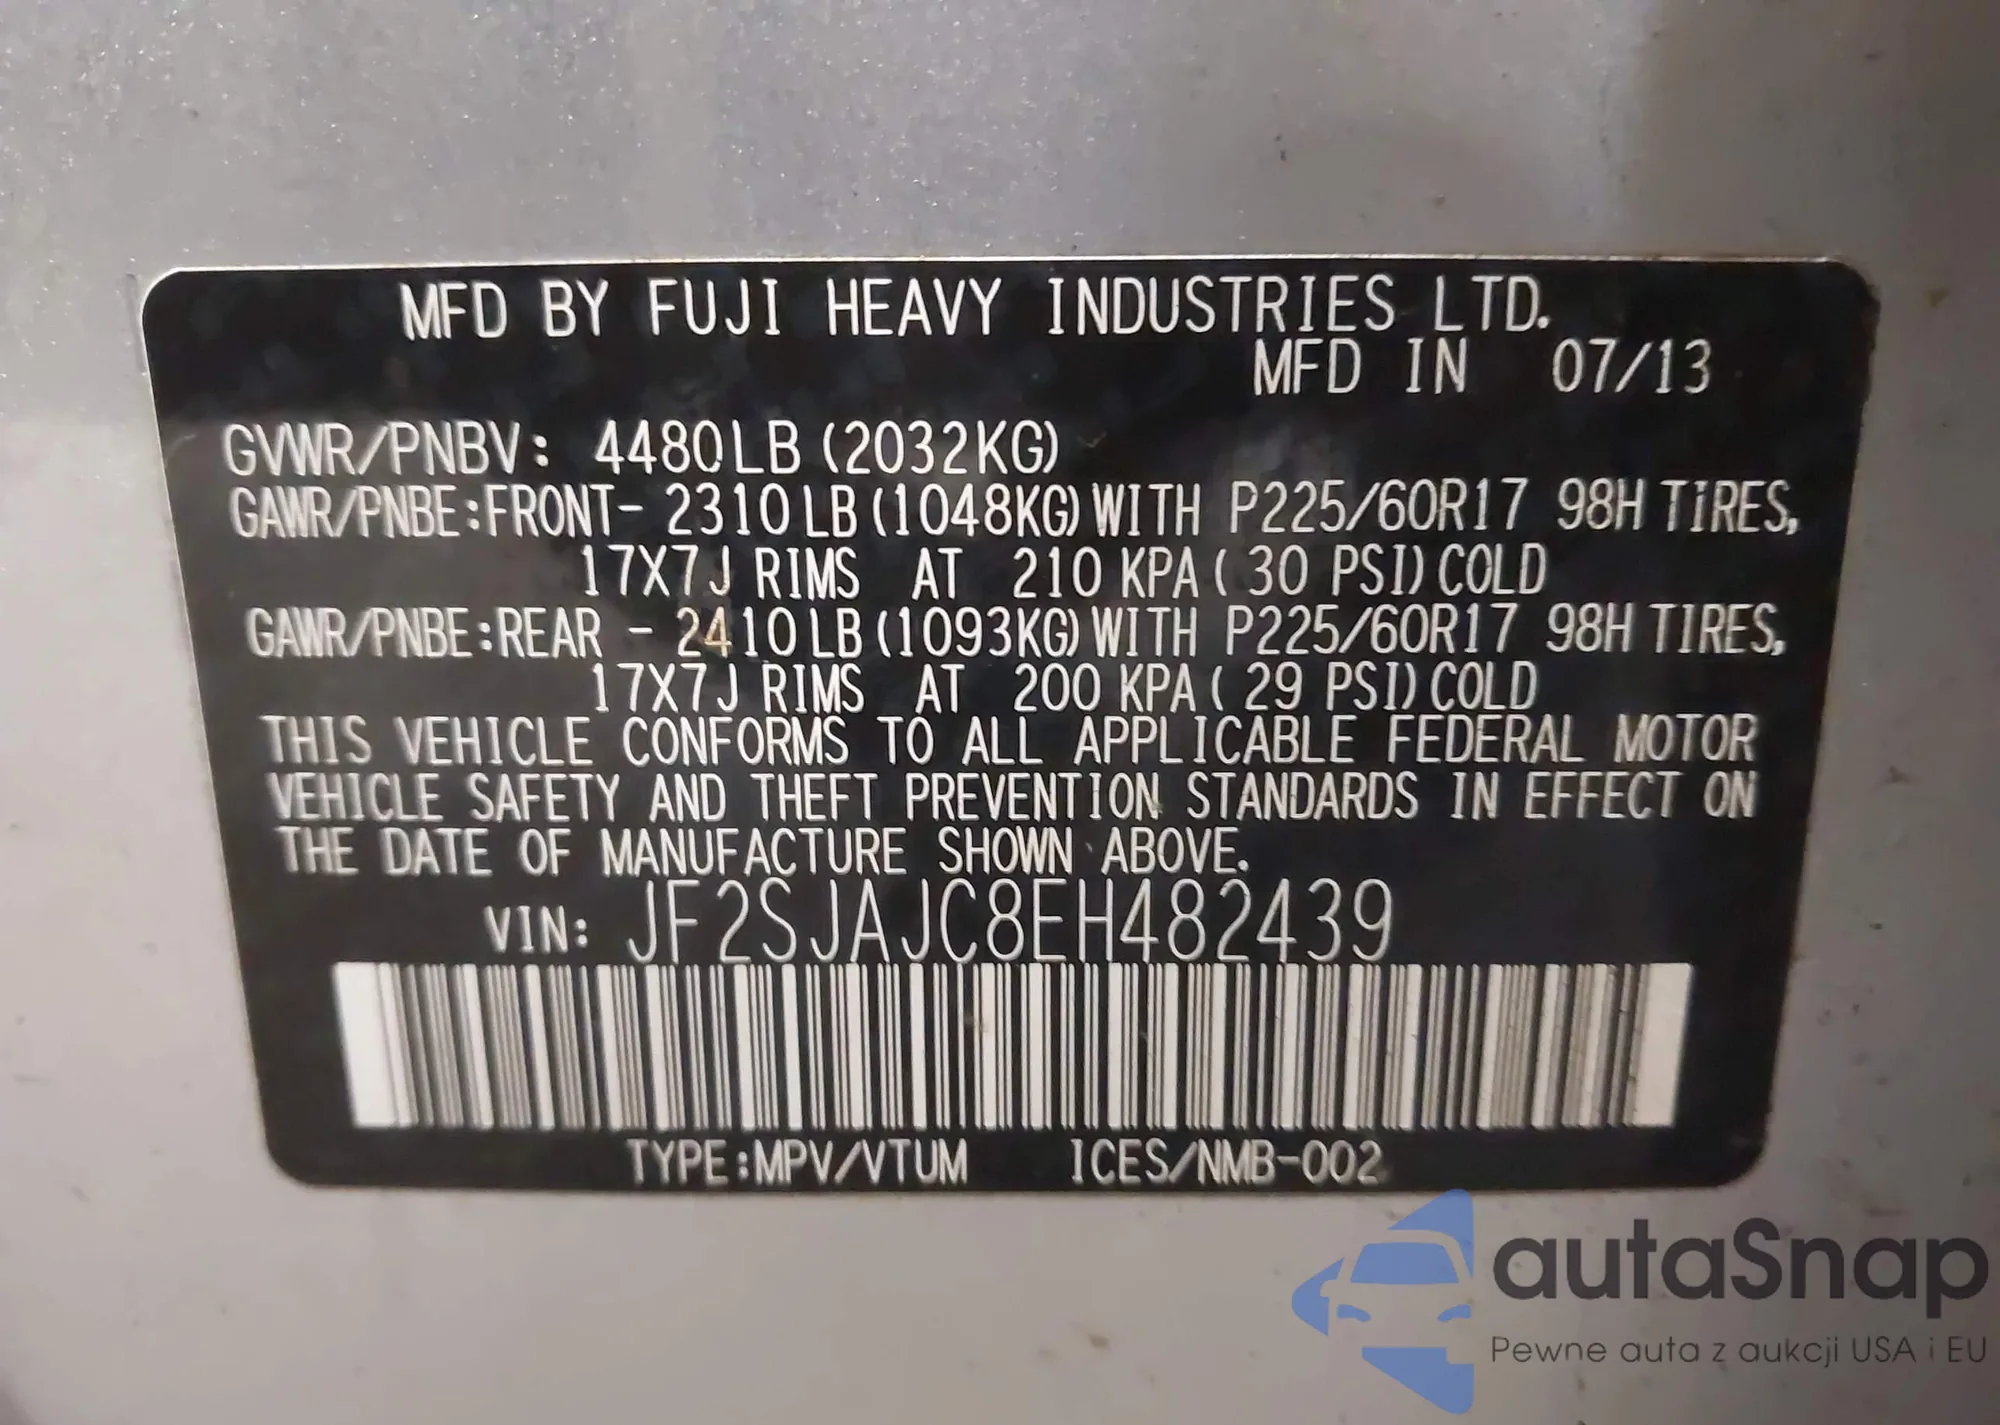 MFD BY FUJI HEAVY INDUSTRIES LTD.
MFD IN 07/13
GVWR/PNBV: 4480LB (2032KG)
GAWR/PNBE:FRONT- 2310LB (1048KG) WITH P225/60R17 98H TIRES,
17X7J RIMS AT 210 KPA ( 30 PSI) COLD
GAWR/PNBE:REAR - 2410LB (1093KG) WITH P225/60R17 98H TIRES,
17X7J RIMS AT 200 KPA ( 29 PSI) COLD
THIS VEHICLE CONFORMS TO ALL APPLICABLE FEDERAL MOTOR
VEHICLE SAFETY AND THEFT PREVENTION STANDARDS IN EFFECT ON
THE DATE OF MANUFACTURE SHOWN ABOVE.
VIN: JF2SJAJC8EH482439
TYPE:MPV/VTUM ICES/NMB-002
autaSnap
Pewne auta z aukcji USA i EU